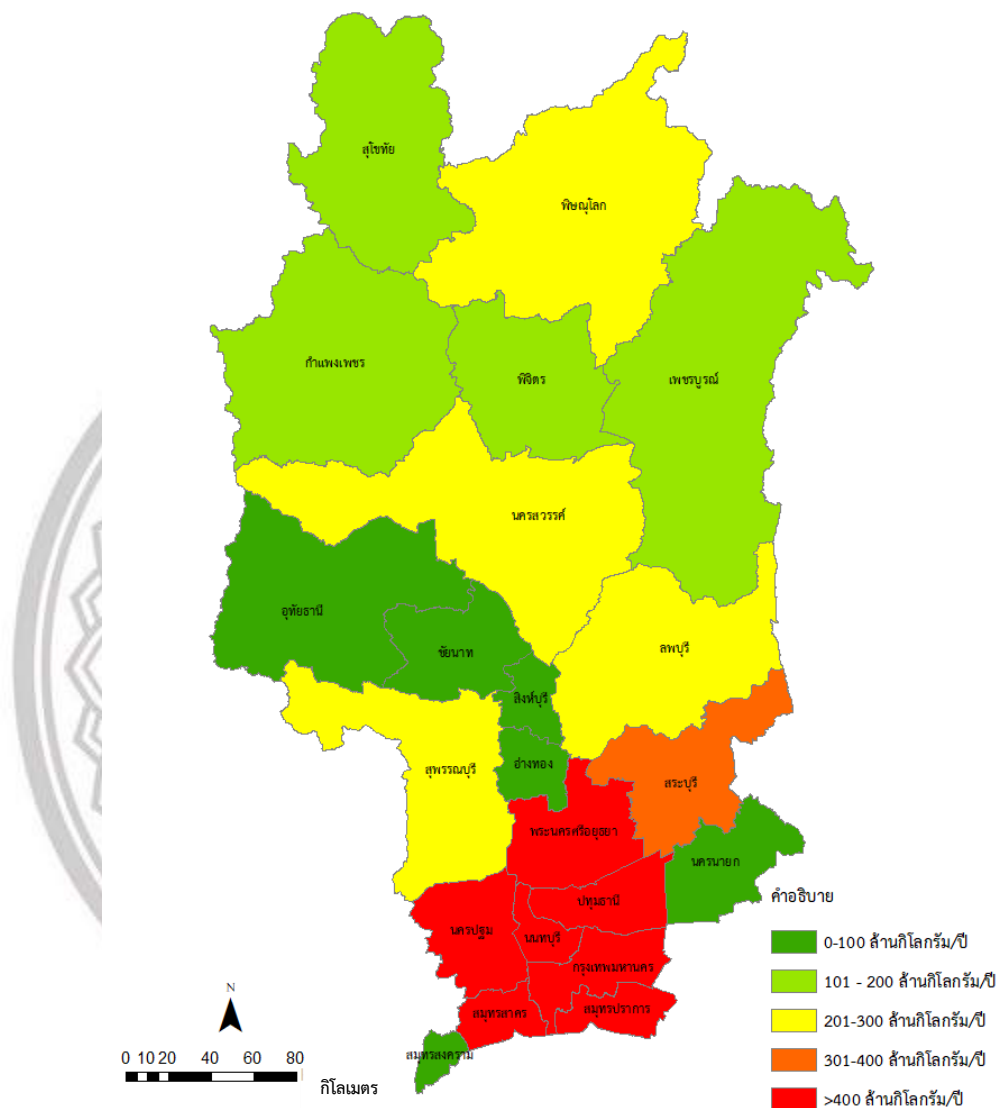 สุโขทัย
พิษณุโลก
กำแพงเพชร
พิจิตร
เพชรบูรณ์
นครสวรรค์
อุทัยธานี
ชัยนาท
ลพบุรี
สิงห์บุรี
อ่างทอง
สุพรรณบุรี
สระบุรี
พระนครศรีอยุธยา
นครนายก
ปทุมธานี
นครปฐม
นนทบุรี
กรุงเทพมหานคร
สมุทรสาคร
สมุทรปราการ
สมุทรสงคราม
คำอธิบาย
0-100 ล้านกิโลกรัม/ปี
101 - 200 ล้านกิโลกรัม/ปี
201-300 ล้านกิโลกรัม/ปี
301-400 ล้านกิโลกรัม/ปี
>400 ล้านกิโลกรัม/ปี
N
0 10 20 40 60 80
กิโลเมตร